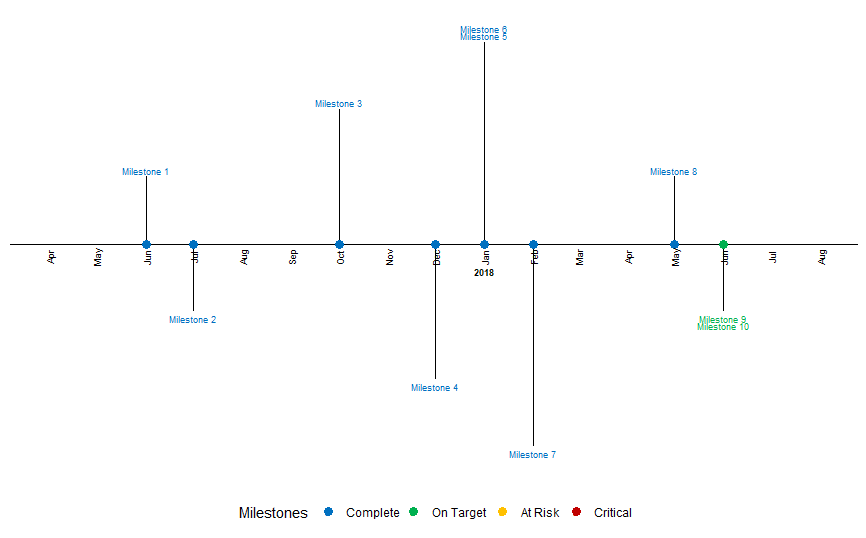 Milestone 6
Milestone 5
Milestone 3
Milestone 1
Milestone 8
Apr
May
Jun
Jul
Aug
Sep
Oct
Nov
Dec
Jan
Feb
Mar
Apr
May
Jun
Jul
Aug
2018
Milestone 2
Milestone 9
Milestone 10
Milestone 4
Milestone 7
Milestones
Complete
On Target
At Risk
Critical